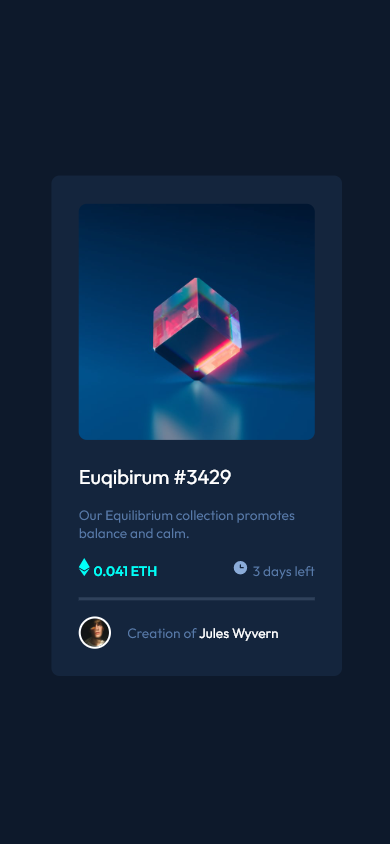 Euqibirum #3429
Our Equilibrium collection promotes
balance and calm.
0.041 ETH 3 days left
Creation of Jules Wyvern